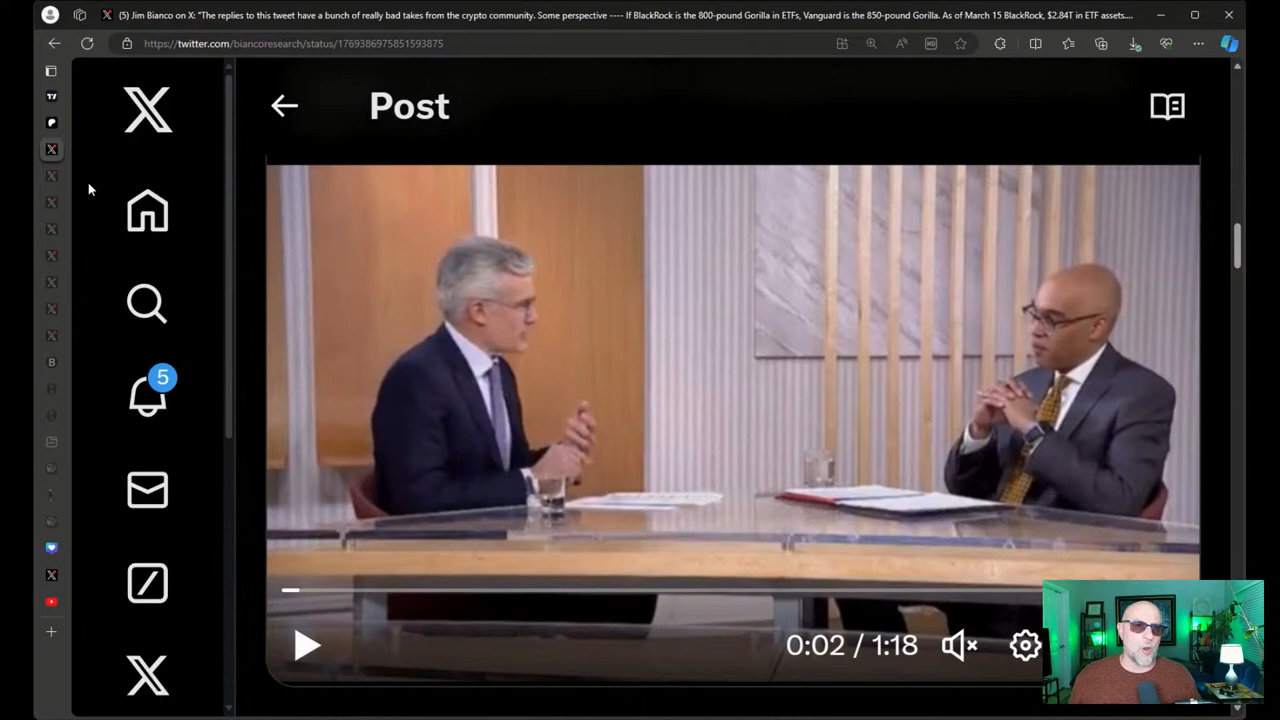 (5) Jim Bianco on X: "The replies to this tweet have a bunch of really bad takes from the crypto community. Some perspective ---- If BlackRock is the 800-pound Gorilla in ETFs, Vanguard is the 850-pound Gorilla. As of March 15 BlackRock, $2.84T in ETF assets....
https://twitter.com/biancoresearch/status/1769386975851593875
Post
5
0:02 / 1:18